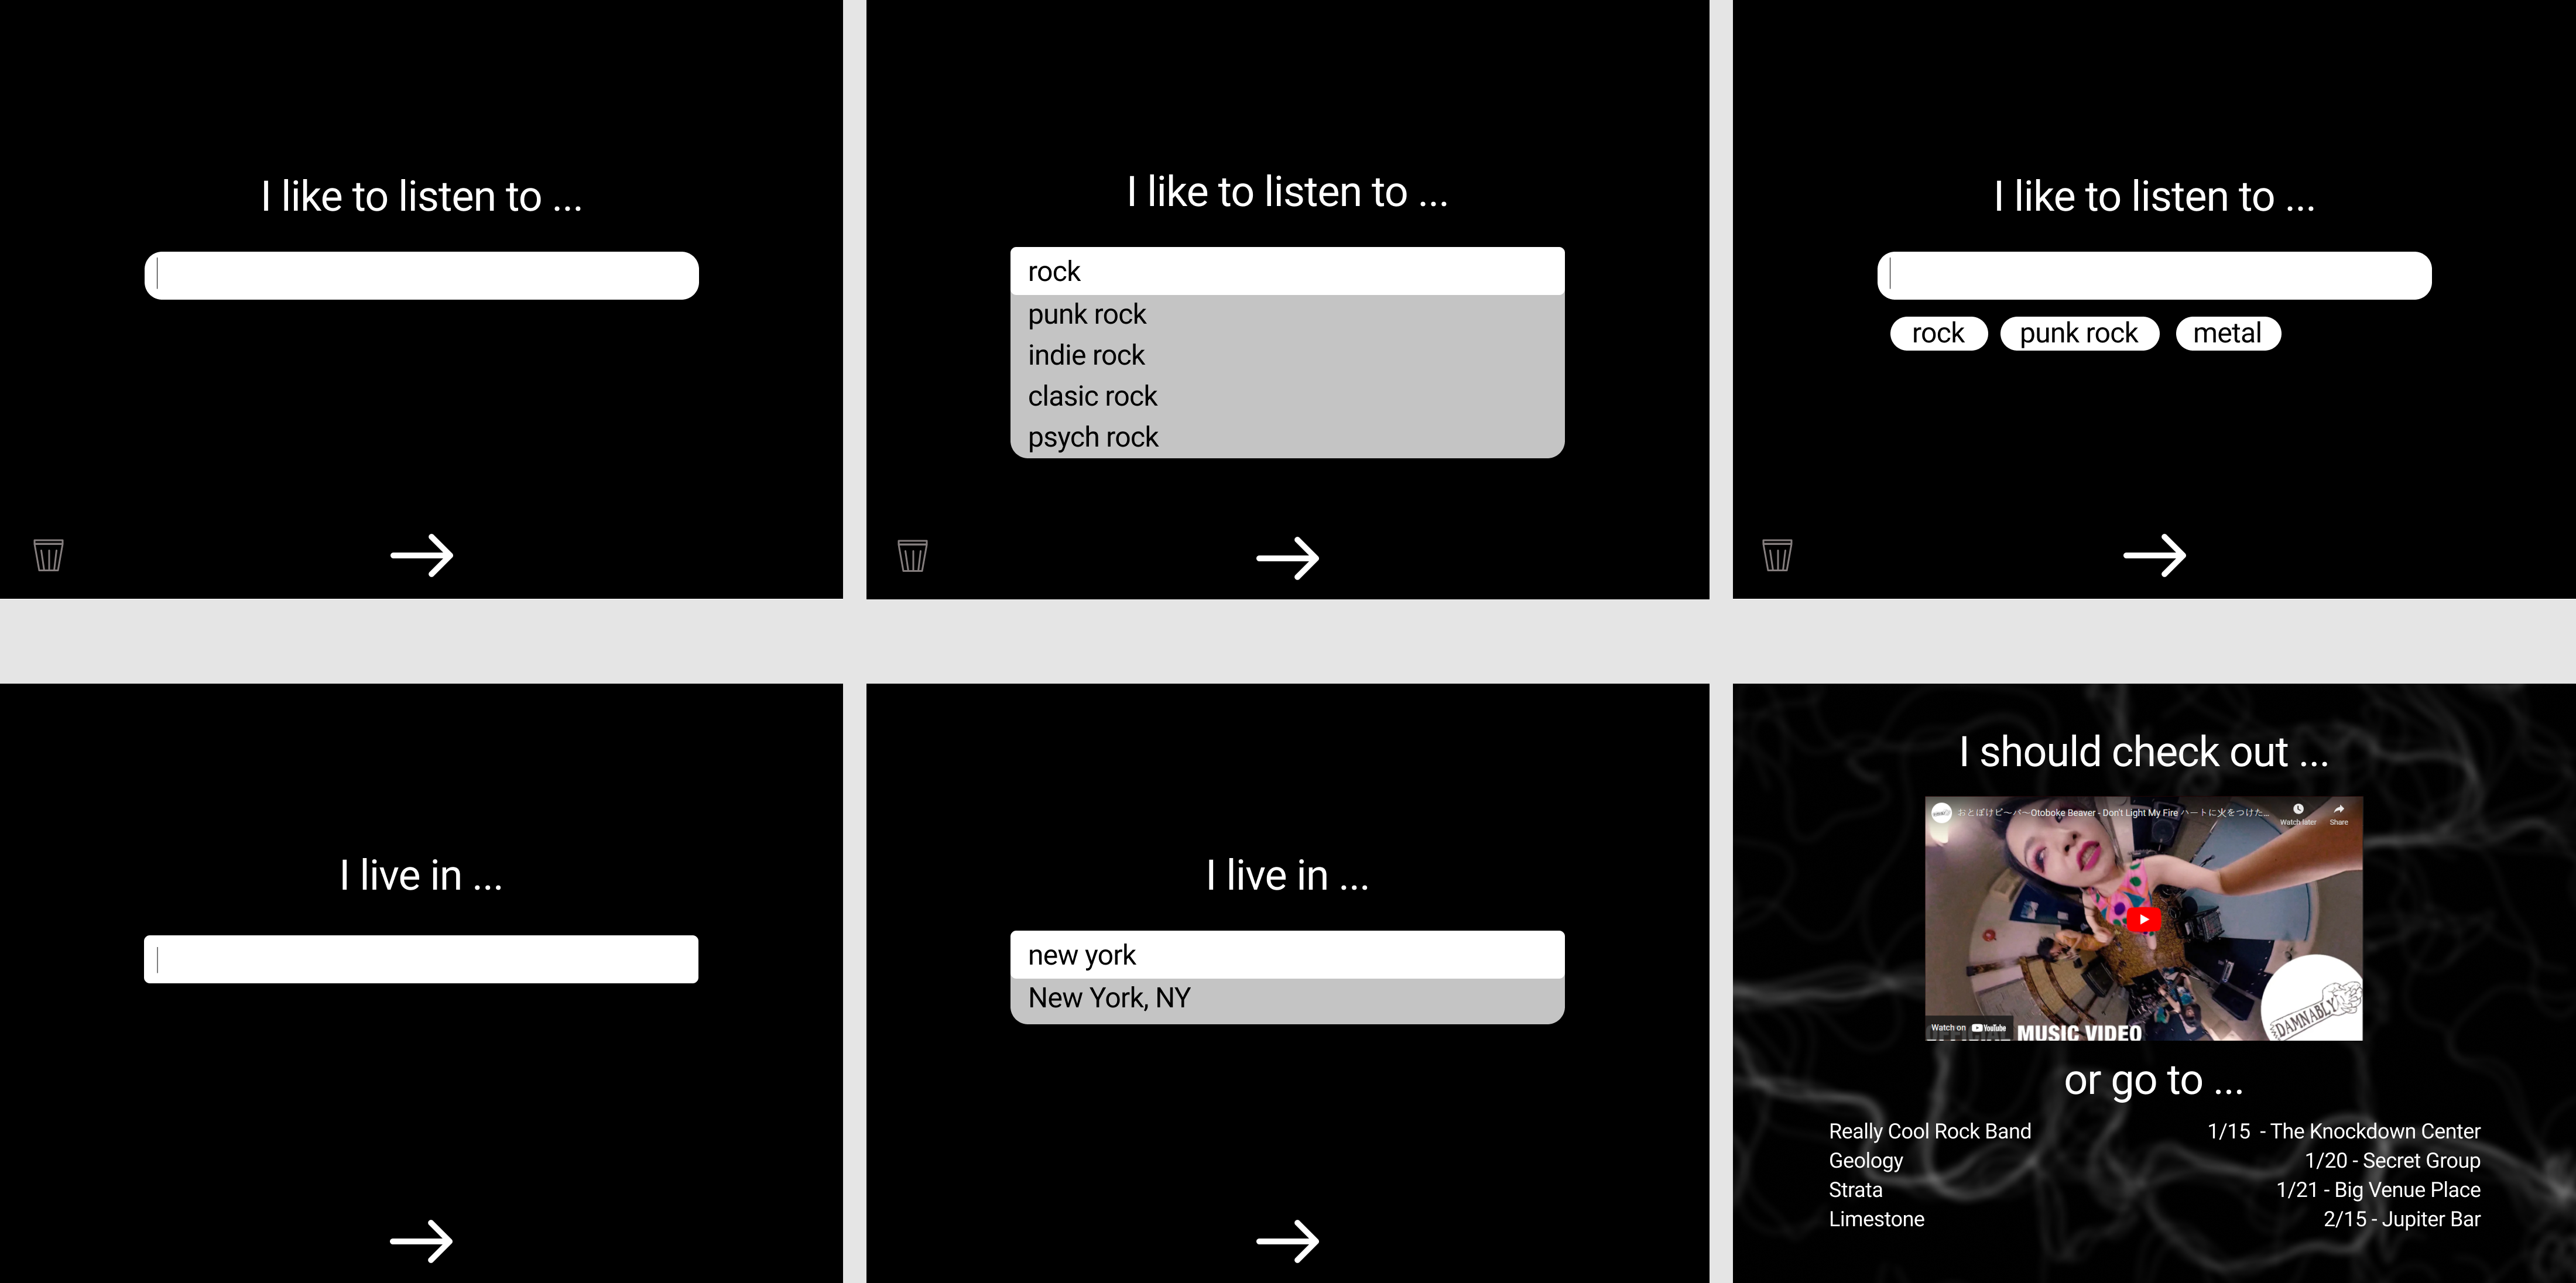 I like to listen to ...
I like to listen to ...
rock
punk rock
indie rock
clasic rock
psych rock
I like to listen to ...
rock punk rock metal
I live in ...
I live in ...
new york
New York, NY
I should check out ...
おとぼけビ～バ～Otoboke Beaver - Don't Light My Fire ハートに火をつけた...
Watch later Share
DAMNABLY
Watch on YouTube
MUSIC VIDEO
or go to ...
Really Cool Rock Band 1/15 - The Knockdown Center
Geology 1/20 - Secret Group
Strata 1/21 - Big Venue Place
Limestone 2/15 - Jupiter Bar